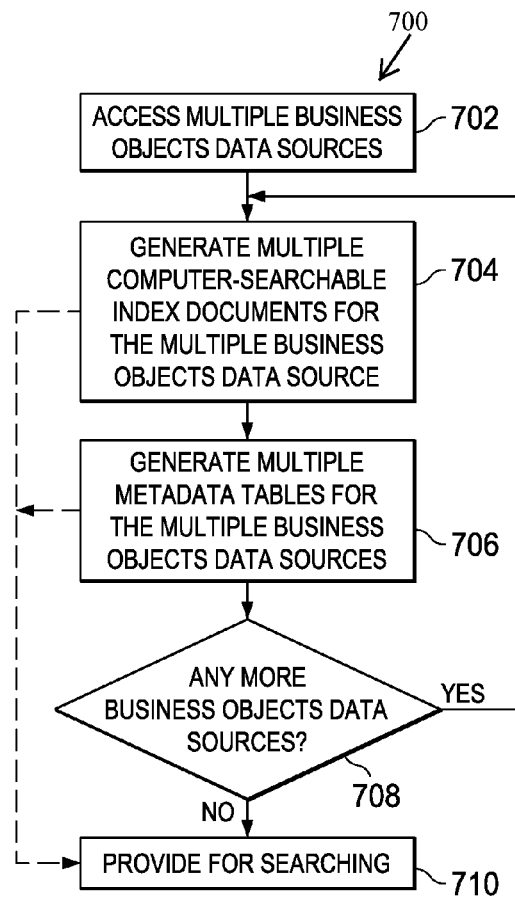 700
ACCESS MULTIPLE BUSINESS
OBJECTS DATA SOURCES
702
GENERATE MULTIPLE
COMPUTER-SEARCHABLE
INDEX DOCUMENTS FOR
THE MULTIPLE BUSINESS
OBJECTS DATA SOURCE
704
GENERATE MULTIPLE
METADATA TABLES FOR
THE MULTIPLE BUSINESS
OBJECTS DATA SOURCES
706
ANY MORE
BUSINESS OBJECTS DATA
SOURCES?
YES
708
NO
PROVIDE FOR SEARCHING
710